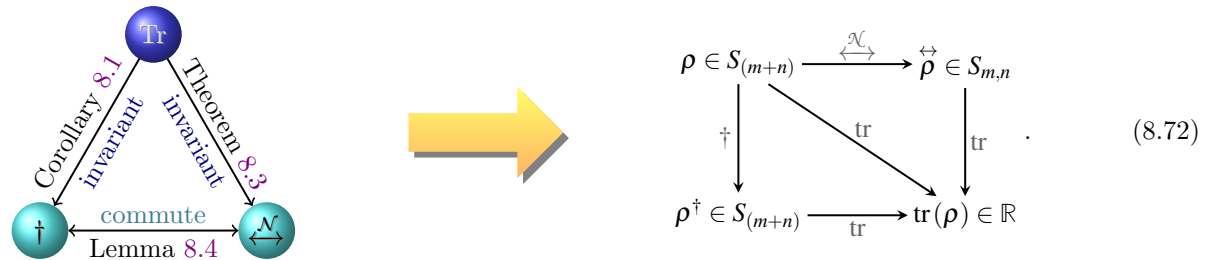 Tr
Corollary 8.1
invariant
Theorem 8.3
invariant
†
commute
Lemma 8.4
𝒩
↔
ρ ∈ S₍ₘ₊ₙ₎
𝒩
↔
ρ⃡ ∈ Sₘ,ₙ
†
tr
tr
.
(8.72)
ρ† ∈ S₍ₘ₊ₙ₎
tr
tr (ρ) ∈ ℝ